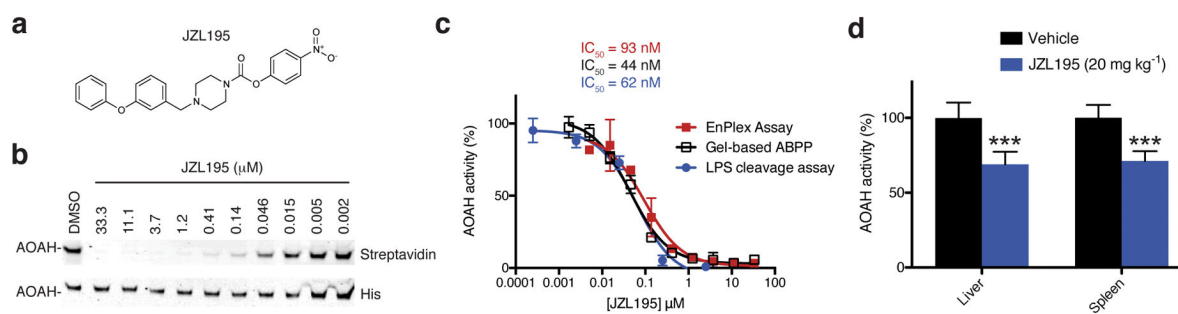 a
JZL195
O
N
N
O
O
N+
O
O-
b
JZL195 (μM)
DMSO
33.3
11.1
3.7
1.2
0.41
0.14
0.046
0.015
0.005
0.002
AOAH-
Streptavidin
AOAH-
His
c
IC50 = 93 nM
IC50 = 44 nM
IC50 = 62 nM
EnPlex Assay
Gel-based ABPP
LPS cleavage assay
AOAH activity (%)
100
50
0
0.0001
0.001
0.01
0.1
1
10
100
[JZL195] μM
d
Vehicle
JZL195 (20 mg kg-1)
AOAH activity (%)
100
50
0
***
***
Liver
Spleen